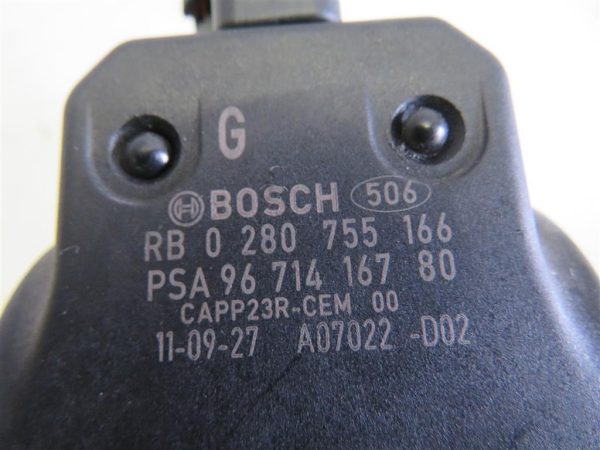 G
BOSCH 506
RB 0 280 755 166
PSA 96 714 167 80
CAPP23R-CEM 00
11-09-27 A07022 -D02